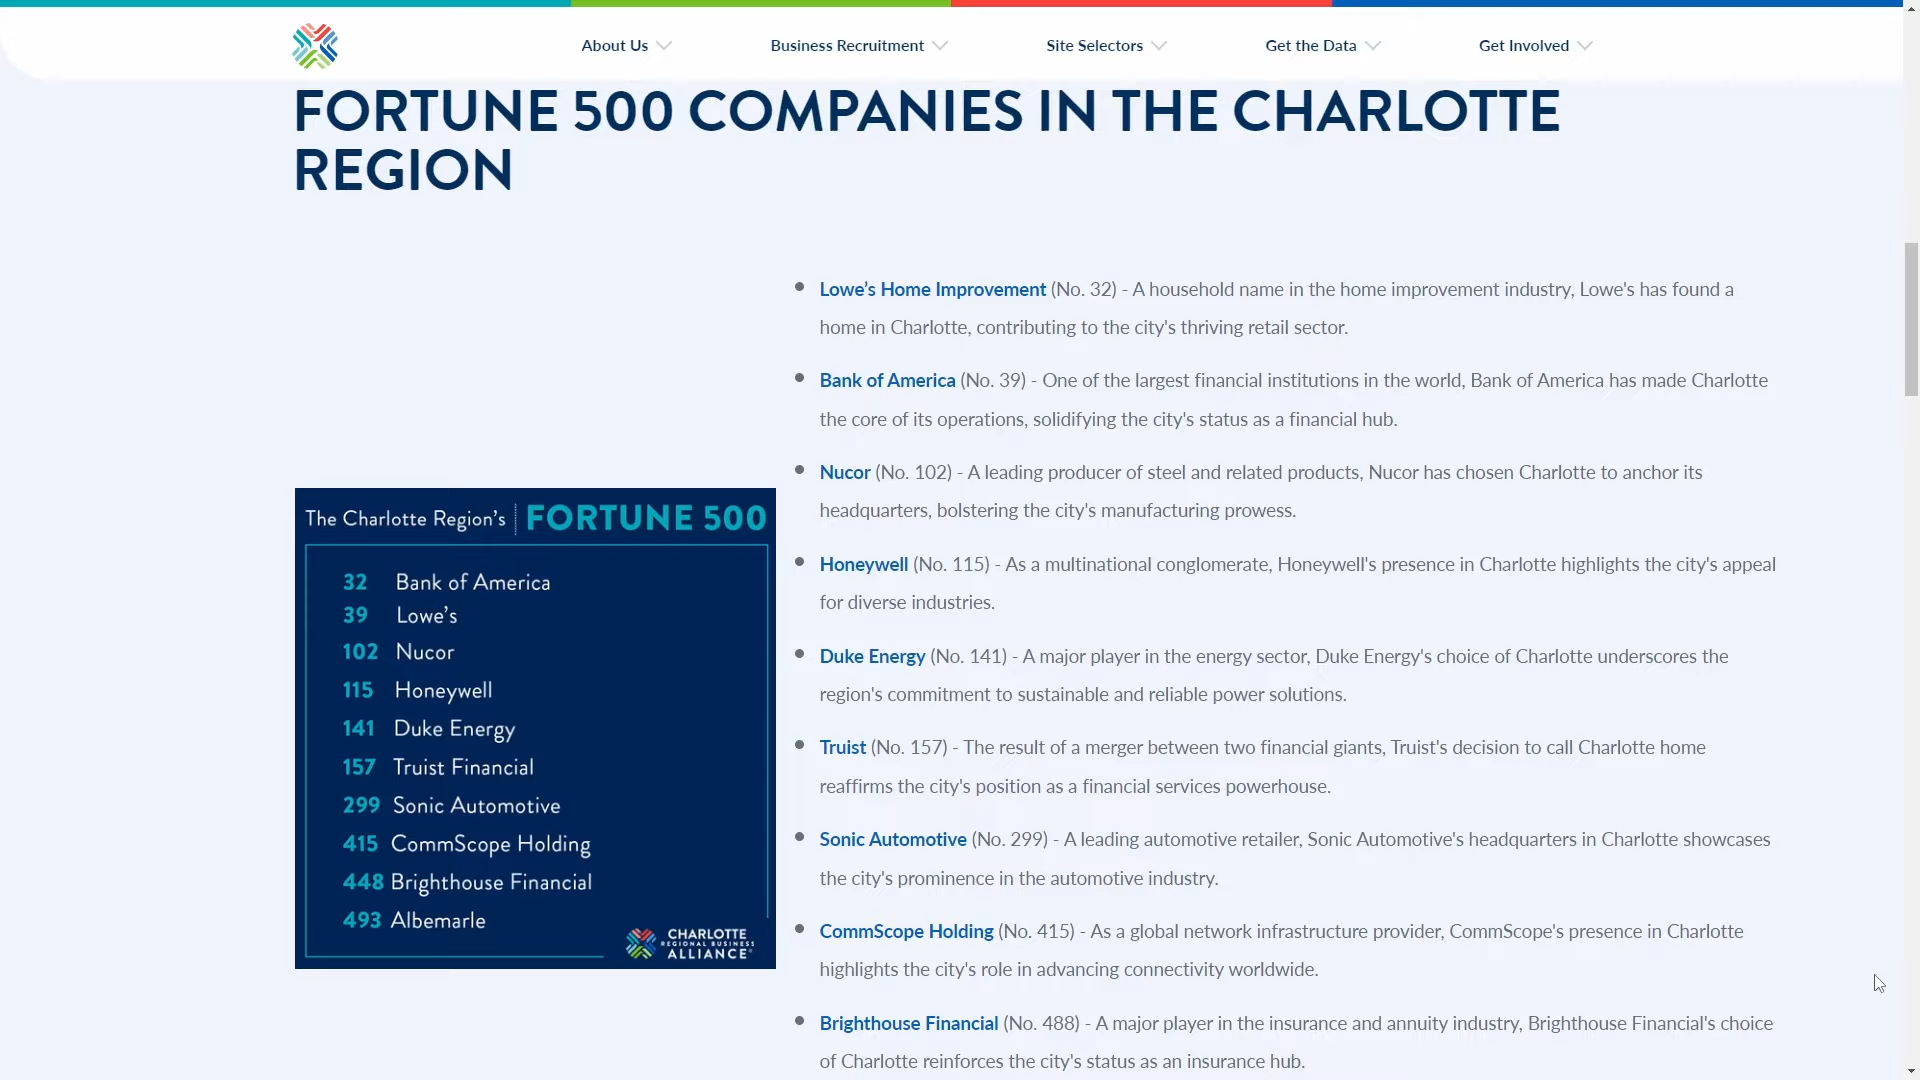 About Us
Business Recruitment
Site Selectors
Get the Data
Get Involved
FORTUNE 500 COMPANIES IN THE CHARLOTTE
REGION
The Charlotte Region's FORTUNE 500
32 Bank of America
39 Lowe's
102 Nucor
115 Honeywell
141 Duke Energy
157 Truist Financial
299 Sonic Automotive
415 CommScope Holding
448 Brighthouse Financial
493 Albemarle
CHARLOTTE
REGIONAL BUSINESS
ALLIANCE®
Lowe’s Home Improvement (No. 32) - A household name in the home improvement industry, Lowe's has found a
home in Charlotte, contributing to the city's thriving retail sector.
Bank of America (No. 39) - One of the largest financial institutions in the world, Bank of America has made Charlotte
the core of its operations, solidifying the city's status as a financial hub.
Nucor (No. 102) - A leading producer of steel and related products, Nucor has chosen Charlotte to anchor its
headquarters, bolstering the city's manufacturing prowess.
Honeywell (No. 115) - As a multinational conglomerate, Honeywell's presence in Charlotte highlights the city's appeal
for diverse industries.
Duke Energy (No. 141) - A major player in the energy sector, Duke Energy's choice of Charlotte underscores the
region's commitment to sustainable and reliable power solutions.
Truist (No. 157) - The result of a merger between two financial giants, Truist's decision to call Charlotte home
reaffirms the city's position as a financial services powerhouse.
Sonic Automotive (No. 299) - A leading automotive retailer, Sonic Automotive's headquarters in Charlotte showcases
the city's prominence in the automotive industry.
CommScope Holding (No. 415) - As a global network infrastructure provider, CommScope's presence in Charlotte
highlights the city's role in advancing connectivity worldwide.
Brighthouse Financial (No. 488) - A major player in the insurance and annuity industry, Brighthouse Financial's choice
of Charlotte reinforces the city's status as an insurance hub.